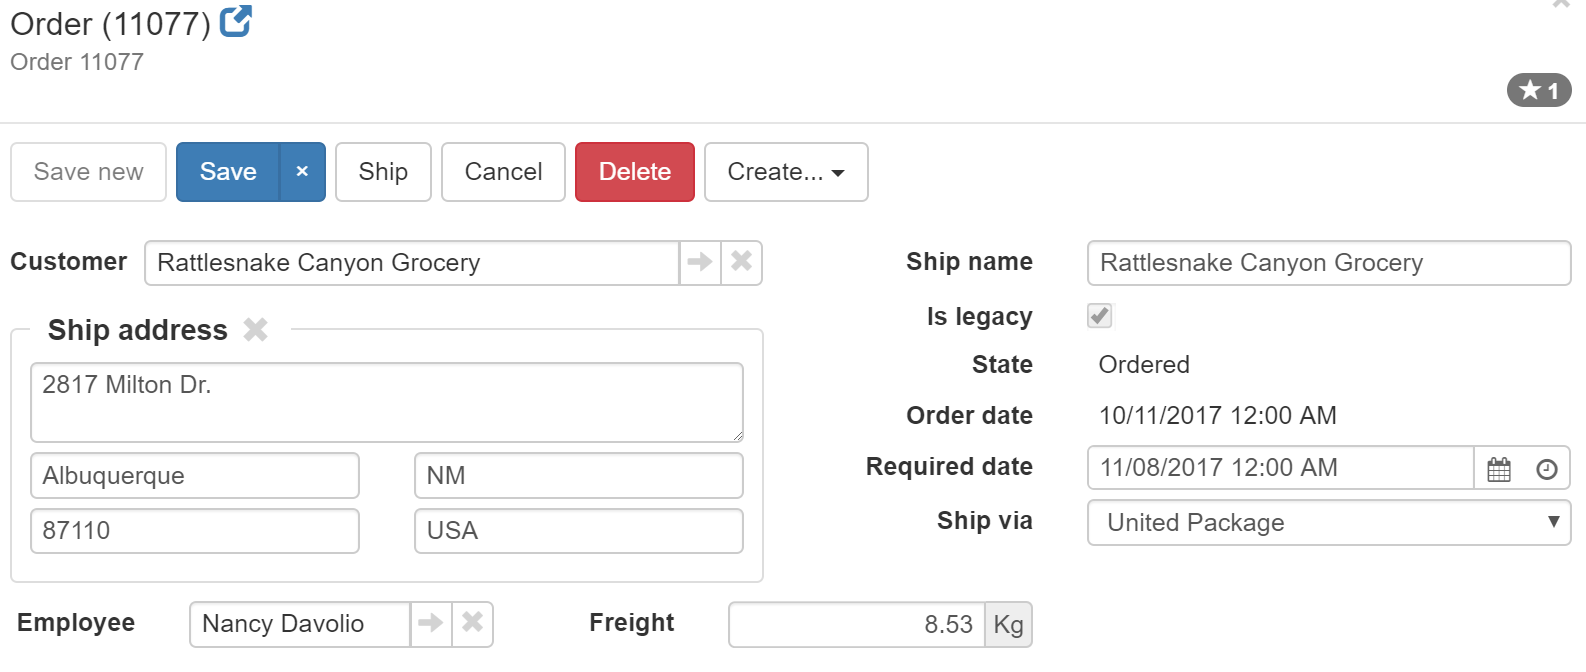 Order (11077)
Order 11077
★ 1
Save new
Save ×
Ship
Cancel
Delete
Create...
Customer Rattlesnake Canyon Grocery
Ship address
2817 Milton Dr.
Albuquerque NM
87110 USA
Employee Nancy Davolio
Freight 8.53 Kg
Ship name Rattlesnake Canyon Grocery
Is legacy
State Ordered
Order date 10/11/2017 12:00 AM
Required date 11/08/2017 12:00 AM
Ship via United Package